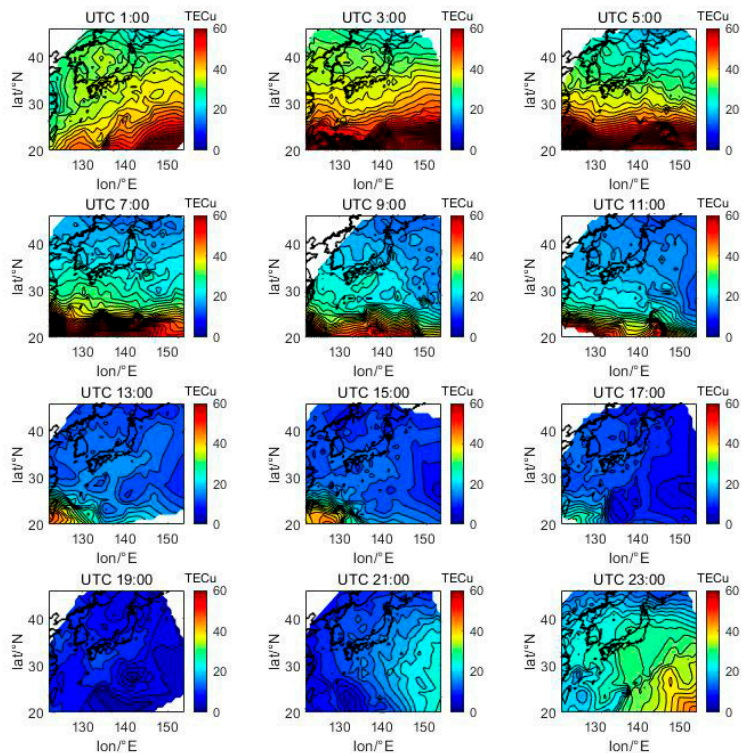 UTC 1:00 TECu UTC 3:00 TECu UTC 5:00 TECu
60 60 60
lat/°N 40 40 lat/°N 40 40 lat/°N 40 40
30 20 30 20 30 20
20 0 20 0 20 0
130 140 150 130 140 150 130 140 150
lon/°E lon/°E lon/°E
UTC 7:00 TECu UTC 9:00 TECu UTC 11:00 TECu
60 60 60
lat/°N 40 40 lat/°N 40 40 lat/°N 40 40
30 20 30 20 30 20
20 0 20 0 20 0
130 140 150 130 140 150 130 140 150
lon/°E lon/°E lon/°E
UTC 13:00 TECu UTC 15:00 TECu UTC 17:00 TECu
60 60 60
lat/°N 40 40 lat/°N 40 40 lat/°N 40 40
30 20 30 20 30 20
20 0 20 0 20 0
130 140 150 130 140 150 130 140 150
lon/°E lon/°E lon/°E
UTC 19:00 TECu UTC 21:00 TECu UTC 23:00 TECu
60 60 60
lat/°N 40 40 lat/°N 40 40 lat/°N 40 40
30 20 30 20 30 20
20 0 20 0 20 0
130 140 150 130 140 150 130 140 150
lon/°E lon/°E lon/°E